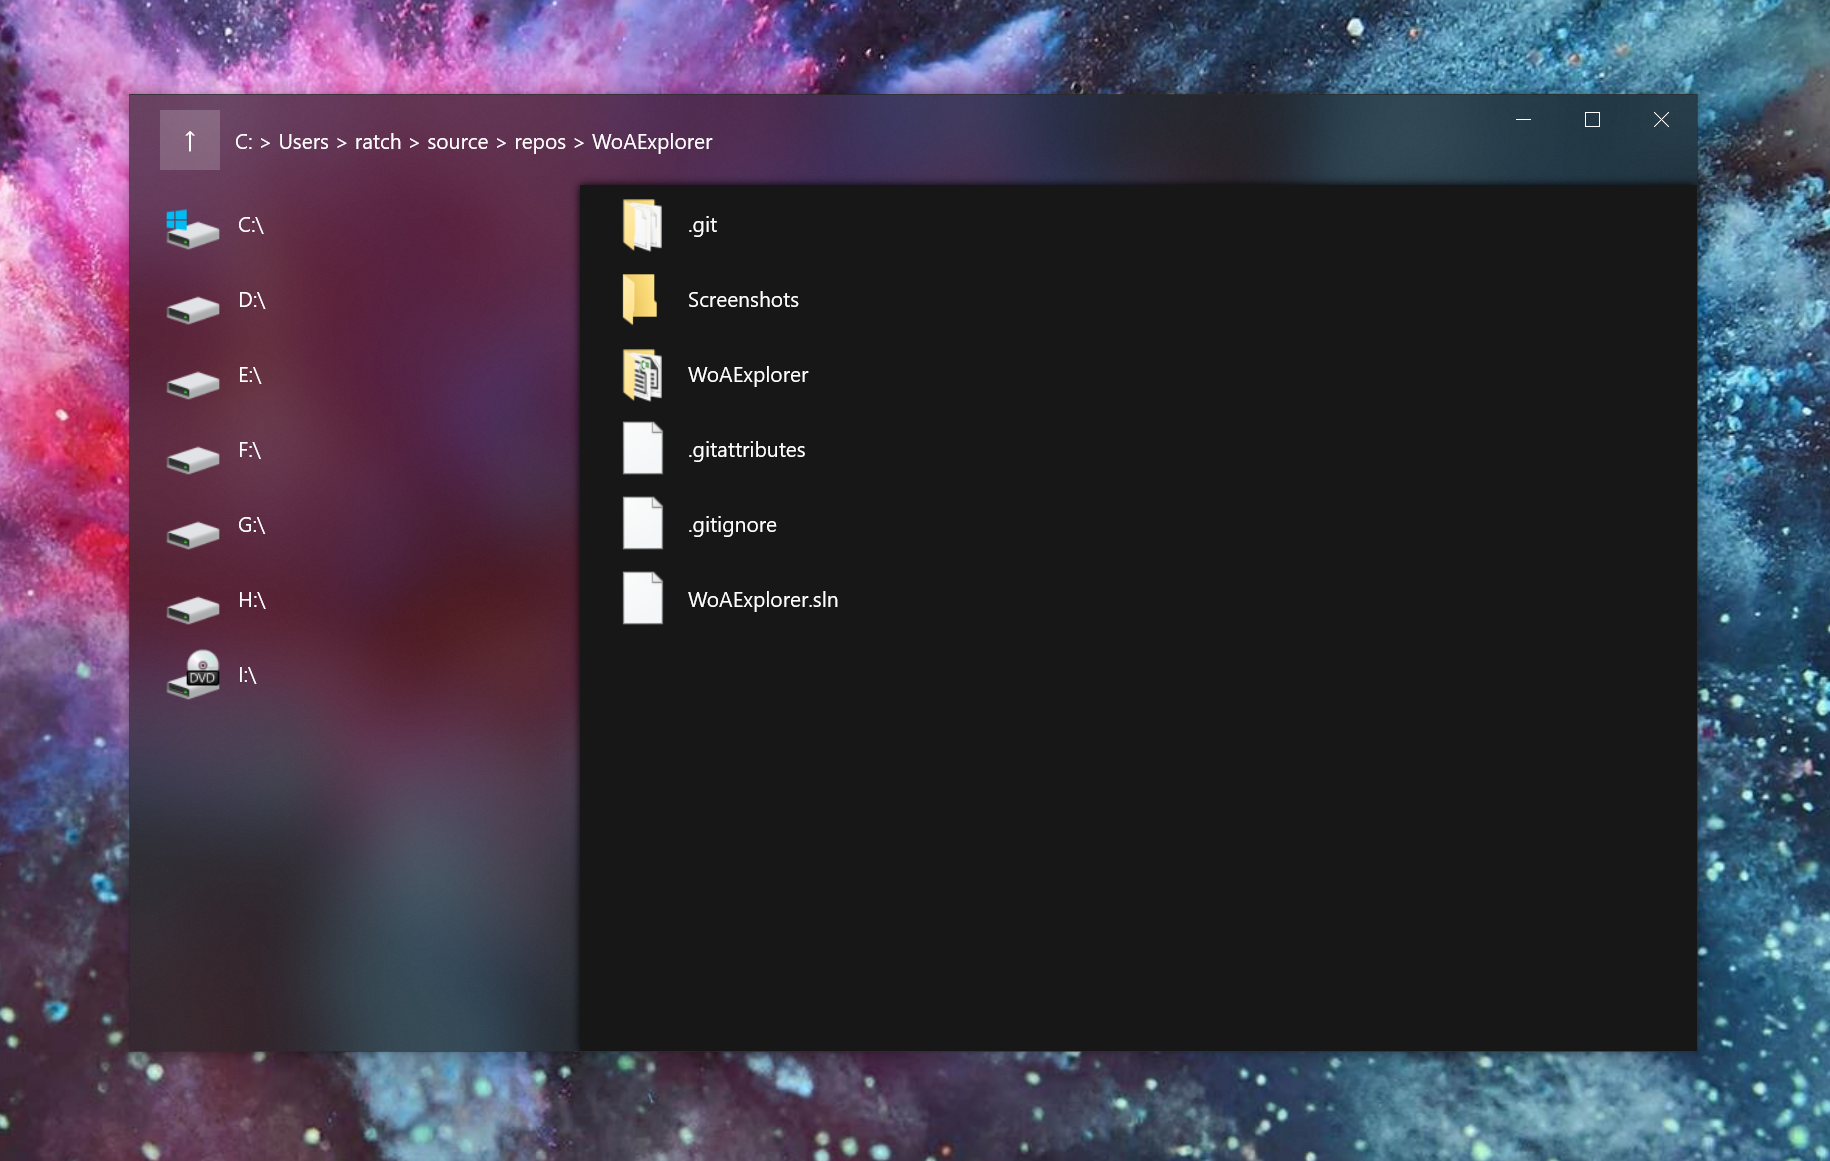 ↑ C: > Users > ratch > source > repos > WoAExplorer
C:\
D:\
E:\
F:\
G:\
H:\
DVD I:\
.git
Screenshots
WoAExplorer
.gitattributes
.gitignore
WoAExplorer.sln